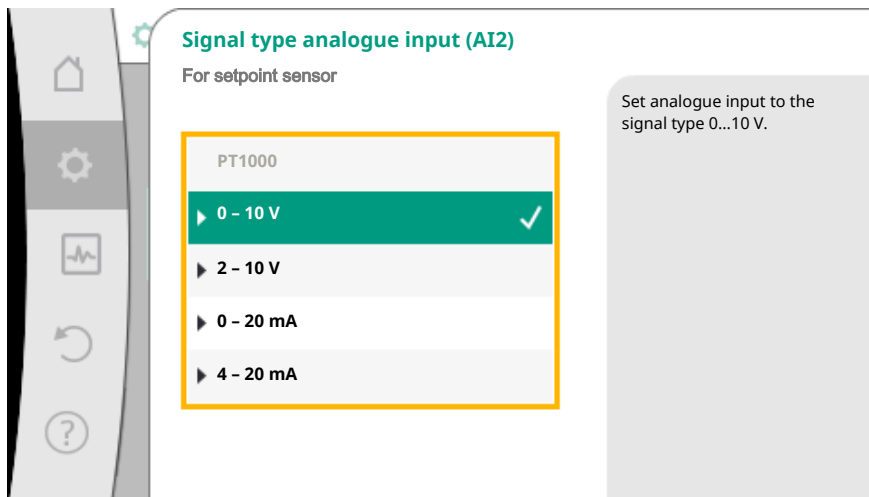 Signal type analogue input (AI2)
For setpoint sensor
PT1000
0 – 10 V
2 – 10 V
0 – 20 mA
4 – 20 mA
Set analogue input to the
signal type 0...10 V.
?